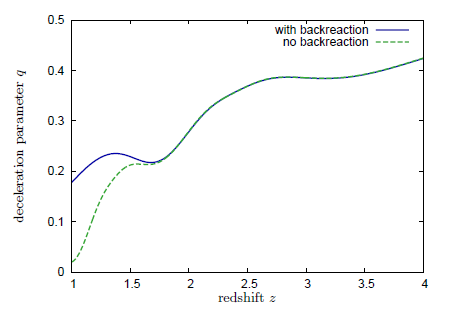 0.5
with backreaction
no backreaction
0.4
0.3
deceleration parameter q
0.2
0.1
0
1 1.5 2 2.5 3 3.5 4
redshift z